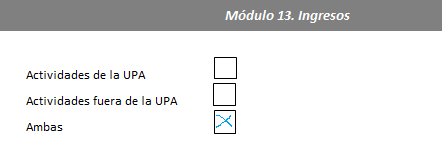 Módulo 13. Ingresos
Actividades de la UPA
Actividades fuera de la UPA
Ambas